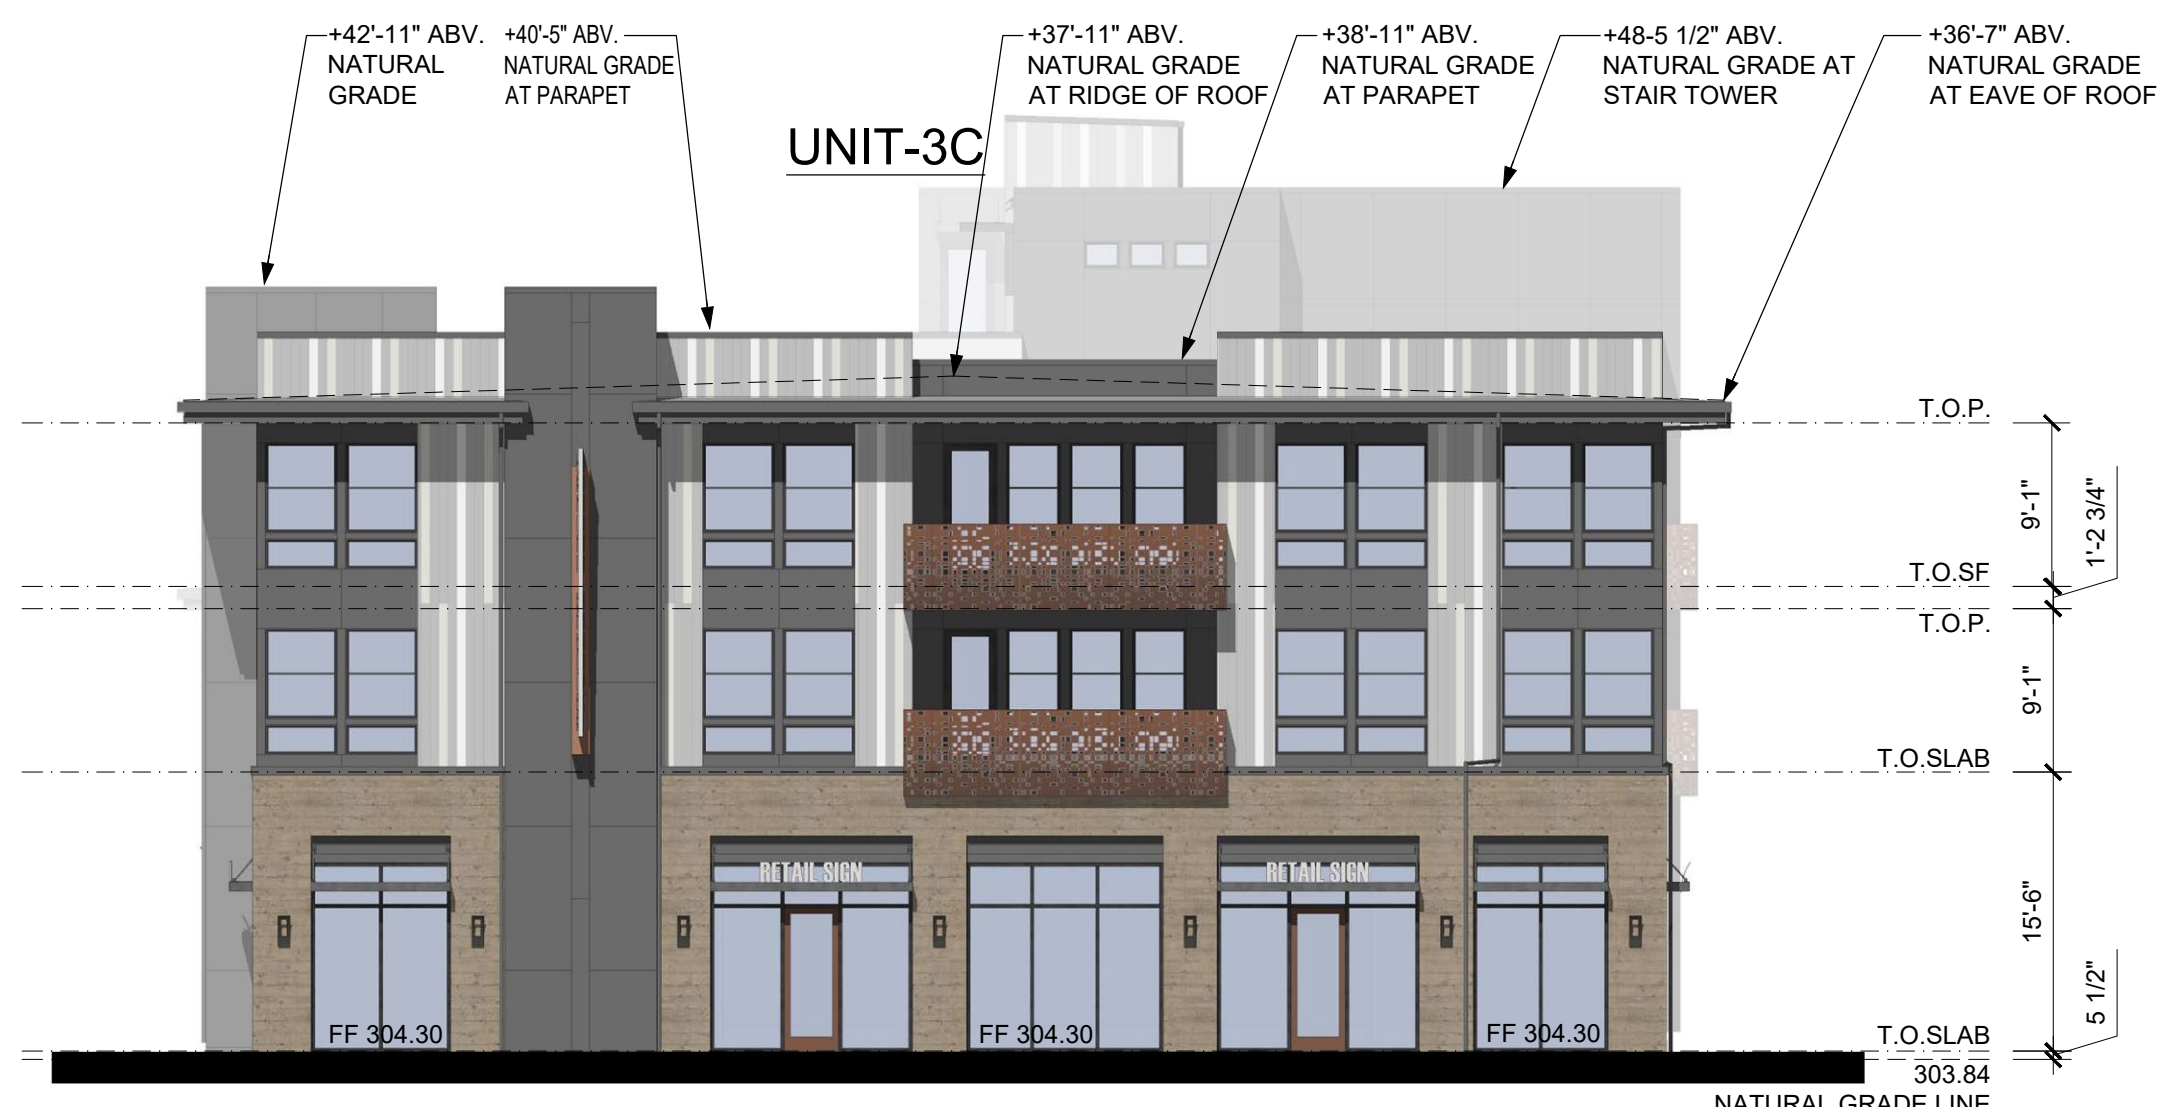 +42'-11" ABV.
NATURAL
GRADE
+40'-5" ABV.
NATURAL GRADE
AT PARAPET
+37'-11" ABV.
NATURAL GRADE
AT RIDGE OF ROOF
+38'-11" ABV.
NATURAL GRADE
AT PARAPET
+48-5 1/2" ABV.
NATURAL GRADE AT
STAIR TOWER
+36'-7" ABV.
NATURAL GRADE
AT EAVE OF ROOF
UNIT-3C
T.O.P.
9'-1"
1'-2 3/4"
T.O.SF
T.O.P.
9'-1"
T.O.SLAB
RETAIL SIGN
RETAIL SIGN
15'-6"
5 1/2"
FF 304.30
FF 304.30
FF 304.30
T.O.SLAB
303.84
NATURAL GRADE LINE